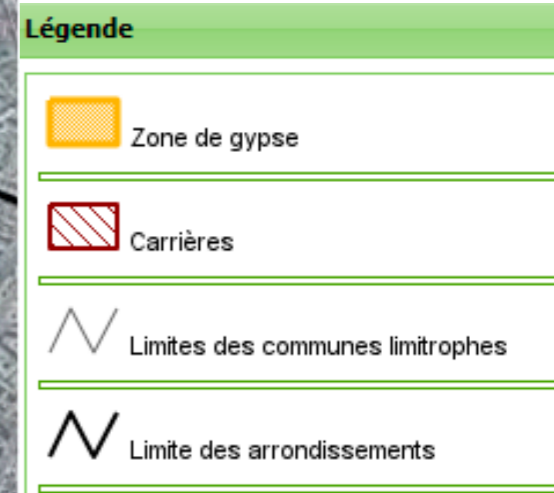 Légende
Zone de gypse
Carrières
Limites des communes limitrophes
Limite des arrondissements